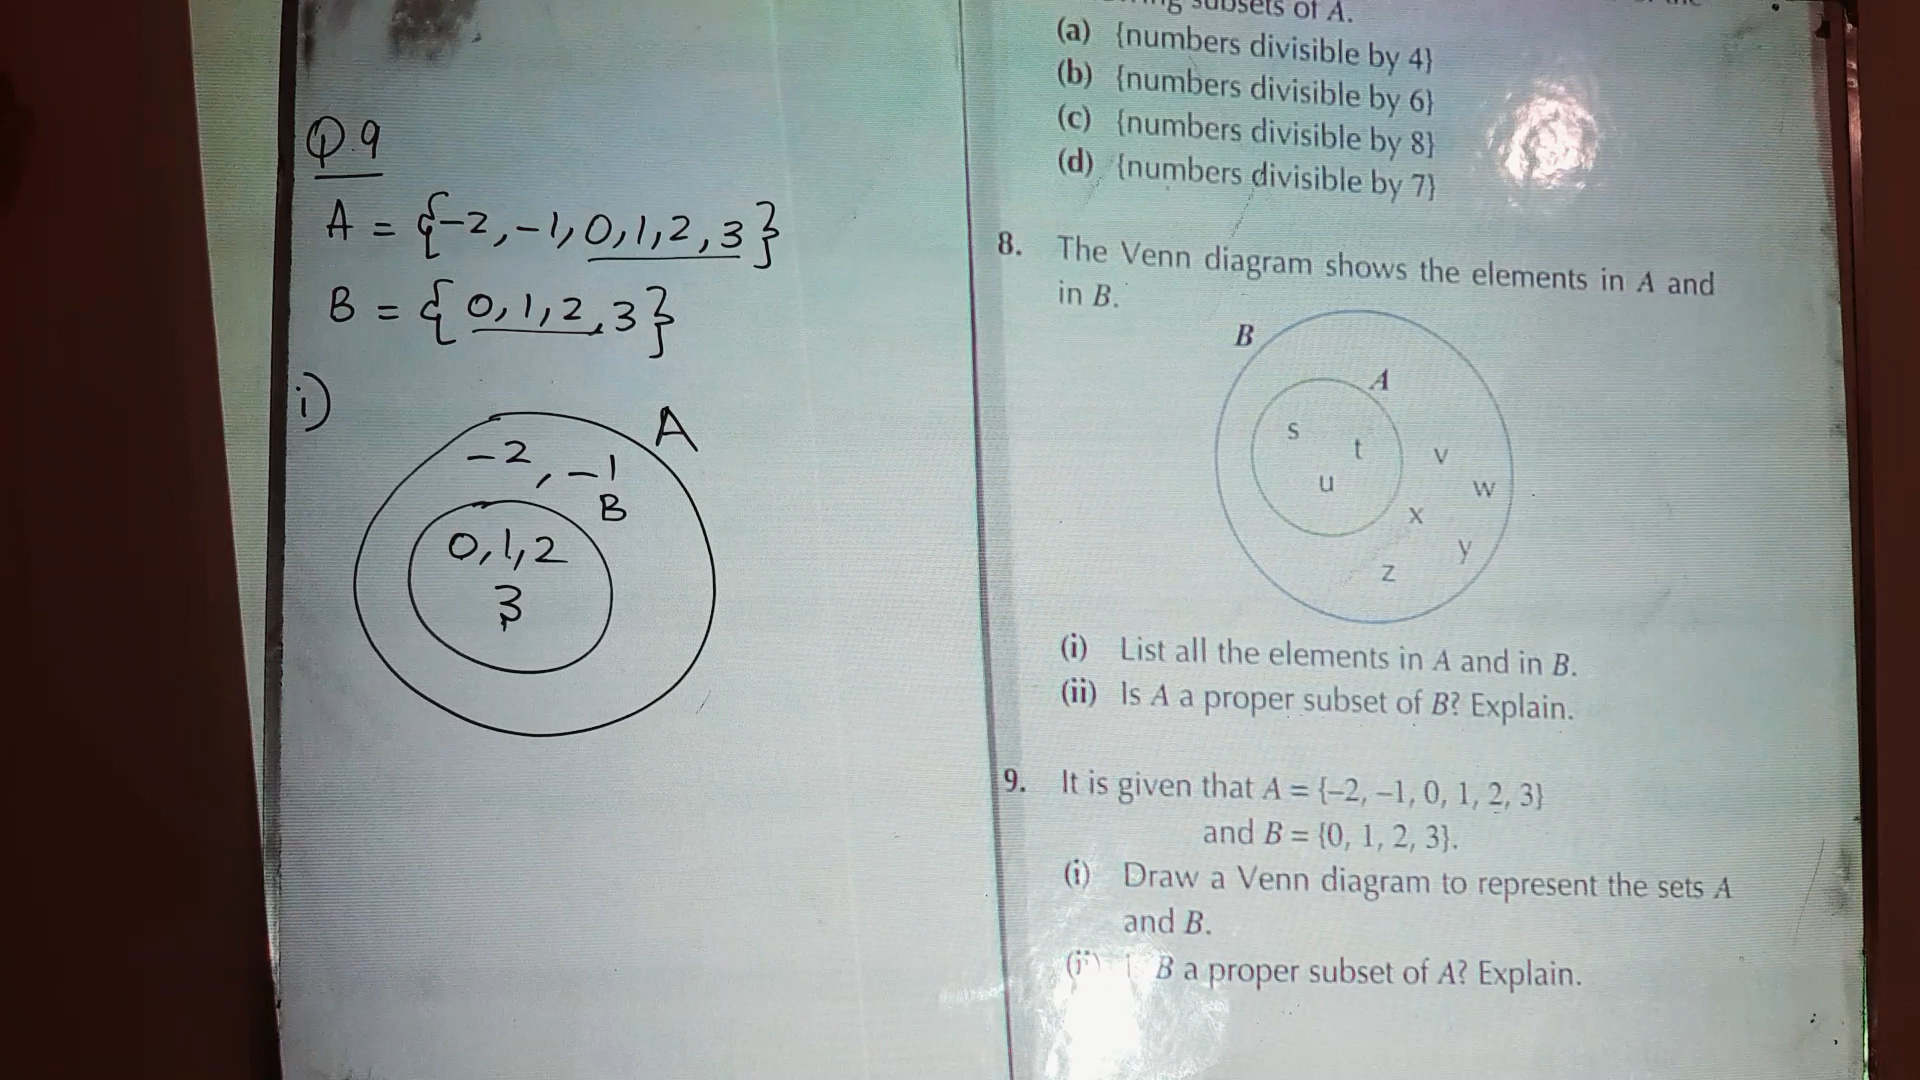 Q.9
A = {-2, -1, 0, 1, 2, 3}
B = {0, 1, 2, 3}
i)
A
-2, -1
B
0, 1, 2
3
subsets of A.
(a) {numbers divisible by 4}
(b) {numbers divisible by 6}
(c) {numbers divisible by 8}
(d) {numbers divisible by 7}
8. The Venn diagram shows the elements in A and
in B.
B
A
s
t
u
v
w
x
y
z
(i) List all the elements in A and in B.
(ii) Is A a proper subset of B? Explain.
9. It is given that A = {–2, –1, 0, 1, 2, 3}
and B = {0, 1, 2, 3}.
(i) Draw a Venn diagram to represent the sets A
and B.
B a proper subset of A? Explain.